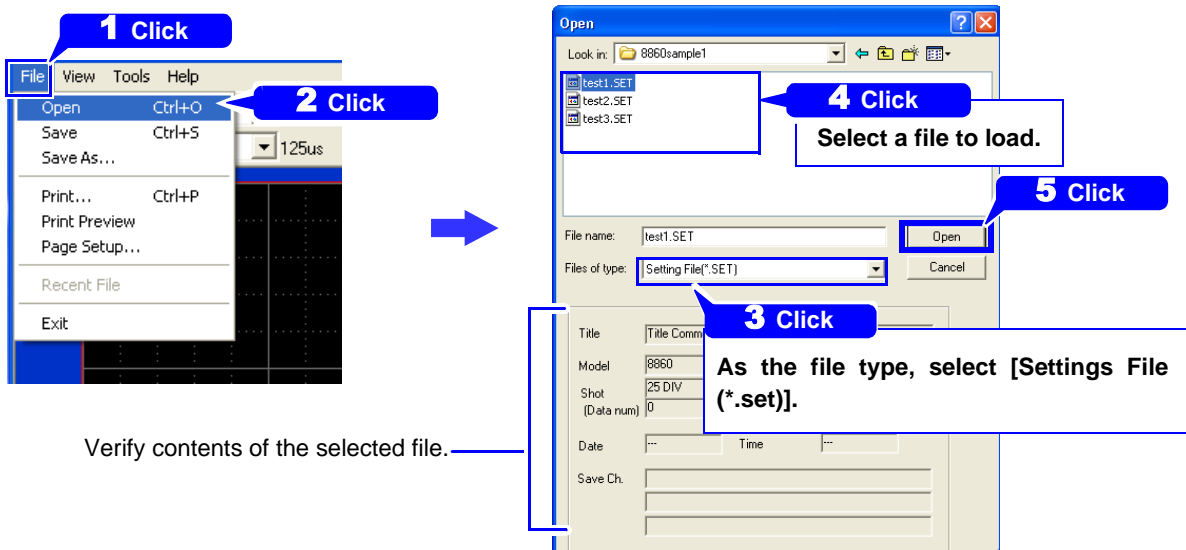 1 Click
File View Tools Help
Open Ctrl+O
2 Click
Save Ctrl+S
Save As...
125us
Print... Ctrl+P
Print Preview
Page Setup...
Recent File
Exit
Open
Look in: 8860sample1
test1.SET
test2.SET
test3.SET
4 Click
Select a file to load.
5 Click
File name: test1.SET Open
Files of type: Setting File(*.SET) Cancel
3 Click
As the file type, select [Settings File
(*.set)].
Title Title Comm
Model 8860
Shot 25 DIV
(Data num) 0
Date --- Time ---
Save Ch.
Verify contents of the selected file.